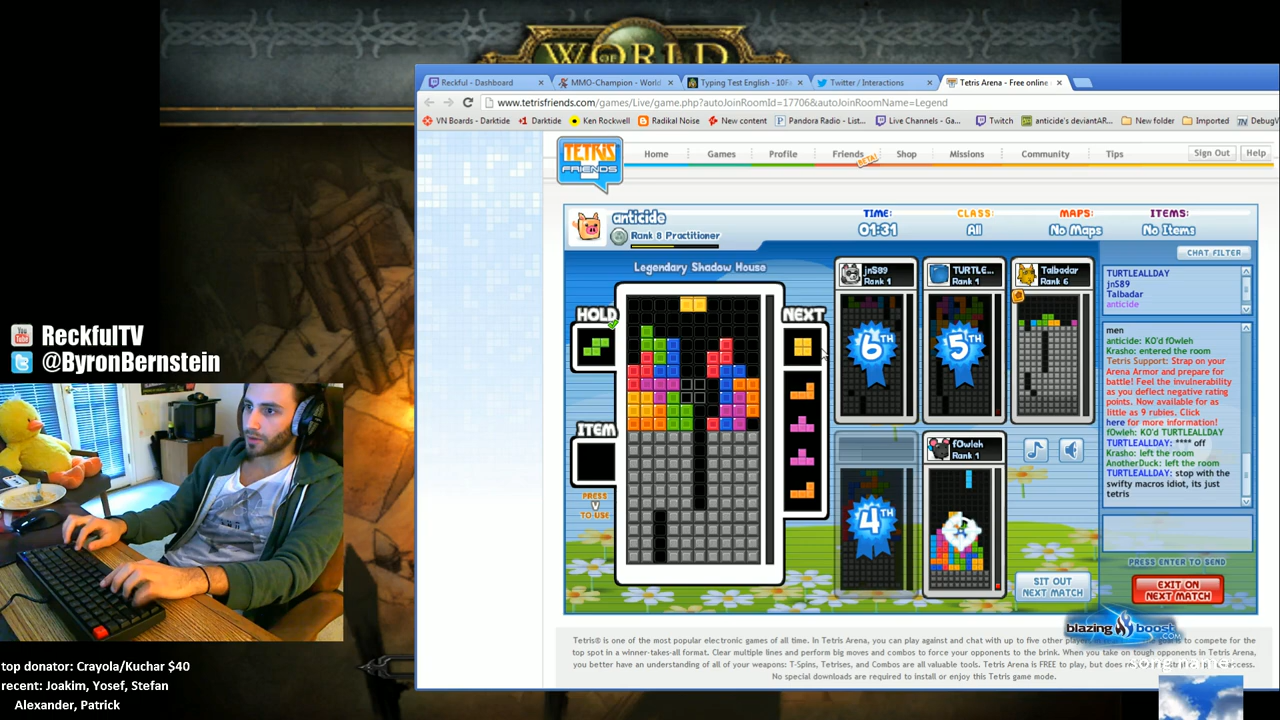 WORLD
OF
Reckful - Dashboard
MMO-Champion - World
Typing Test English - 10F
Twitter / Interactions
Tetris Arena - Free online
www.tetrisfriends.com/games/Live/game.php?autoJoinRoomId=17706&autoJoinRoomName=Legend
VN Boards - Darktide
+1 Darktide
Ken Rockwell
Radikal Noise
New content
Pandora Radio - List...
Live Channels - Ga...
Twitch
anticide's deviantAR...
New folder
Imported
DebugV
TETRIS
FRIENDS
Home
Games
Profile
Friends
BETA!
Shop
Missions
Community
Tips
Sign Out
Help
anticide
Rank 8 Practitioner
TIME:
01:31
CLASS:
All
MAPS:
No Maps
ITEMS:
No Items
Legendary Shadow House
HOLD
NEXT
ITEM
PRESS
V
TO USE
jnS89
Rank 1
6TH
TURTLE...
Rank 1
5TH
Talbadar
Rank 6
4TH
f0wleh
Rank 1
CHAT FILTER
TURTLEALLDAY
jnS89
Talbadar
anticide
men
anticide: KO'd f0wleh
Krasho: entered the room
Tetris Support: Strap on your
Arena Armor and prepare for
battle! Feel the invulnerability
as you deflect negative rating
points. Now available for as
little as 9 rubies. Click
here for more information!
f0wleh: KO'd TURTLEALLDAY
TURTLEALLDAY: **** off
Krasho: left the room
AnotherDuck: left the room
TURTLEALLDAY: stop with the
swifty macros idiot, its just
tetris
PRESS ENTER TO SEND
SIT OUT
NEXT MATCH
EXIT ON
NEXT MATCH
blazing boost
.COM
song name
Tetris® is one of the most popular electronic games of all time. In Tetris Arena, you can play against and chat with up to five other
top spot in a winner-takes-all format. Clear multiple lines and perform big moves and combos to force your opponents to the brink.
you better have an understanding of all of your weapons: T-Spins, Tetrises, and Combos are all valuable tools. Tetris Arena is FREE to play, but does
No special downloads are required to install or enjoy this Tetris game mode.
You
Tube
ReckfulTV
@ByronBernstein
top donator: Crayola/Kuchar $40
recent: Joakim, Yosef, Stefan
Alexander, Patrick